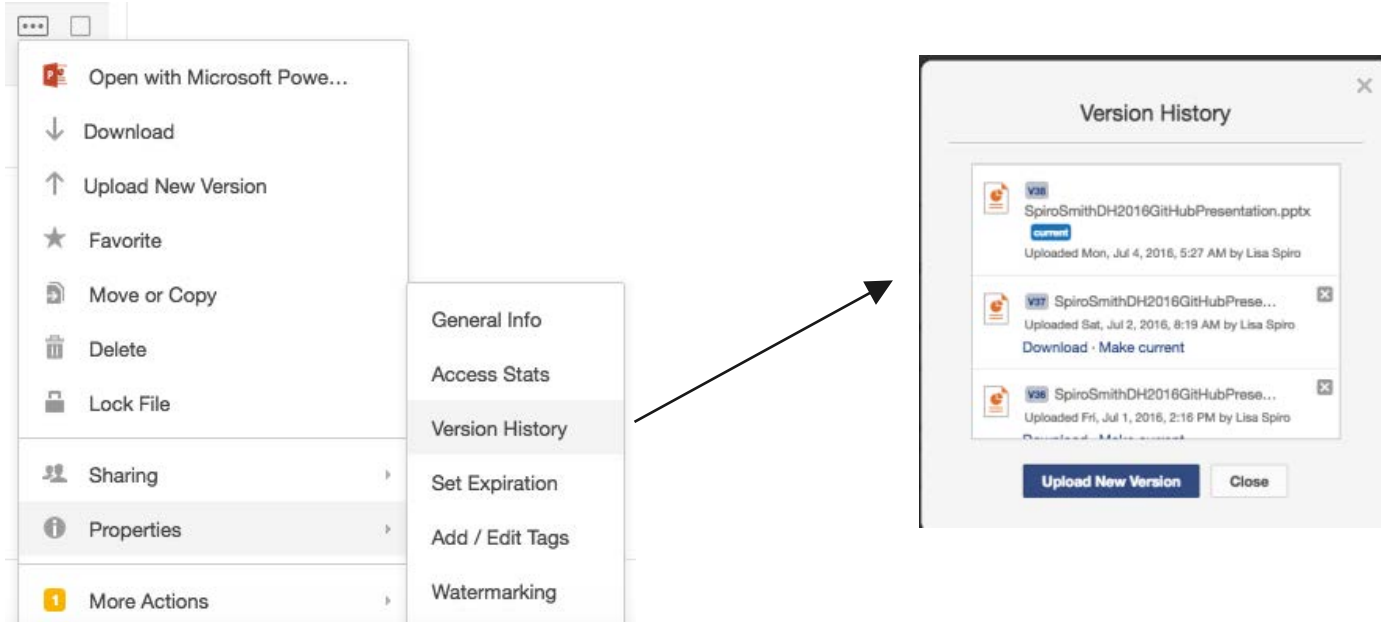 Open with Microsoft Powe...
Download
Upload New Version
Favorite
Move or Copy
Delete
Lock File
Sharing
Properties
1 More Actions
General Info
Access Stats
Version History
Set Expiration
Add / Edit Tags
Watermarking
Version History
V38
SpiroSmithDH2016GitHubPresentation.pptx
current
Uploaded Mon, Jul 4, 2016, 5:27 AM by Lisa Spiro
V37 SpiroSmithDH2016GitHubPrese...
Uploaded Sat, Jul 2, 2016, 8:19 AM by Lisa Spiro
Download · Make current
V36 SpiroSmithDH2016GitHubPrese...
Uploaded Fri, Jul 1, 2016, 2:16 PM by Lisa Spiro
Download · Make current
Upload New Version Close